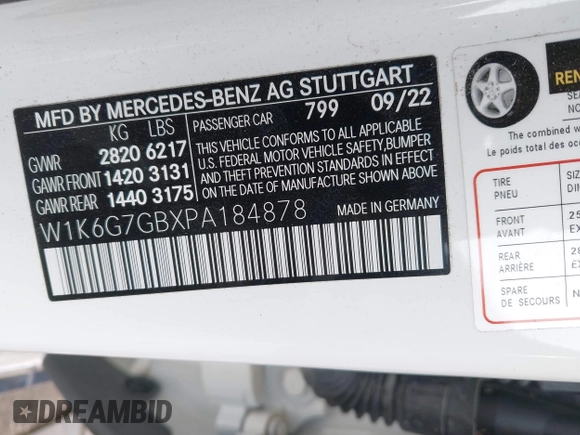 MFD BY MERCEDES-BENZ AG STUTTGART
KG LBS
GVWR 2820 6217
GAWR FRONT 1420 3131
GAWR REAR 1440 3175
PASSENGER CAR 799 09/22
THIS VEHICLE CONFORMS TO ALL APPLICABLE
U.S. FEDERAL MOTOR VEHICLE SAFETY,BUMPER
AND THEFT PREVENTION STANDARDS IN EFFECT
ON THE DATE OF MANUFACTURE SHOWN ABOVE
W1K6G7GBXPA184878
MADE IN GERMANY
The combined
Le poids total des
TIRE
PNEU
FRONT
AVANT
REAR
ARRIÈRE
SPARE
DE SECOURS
DREAMBID